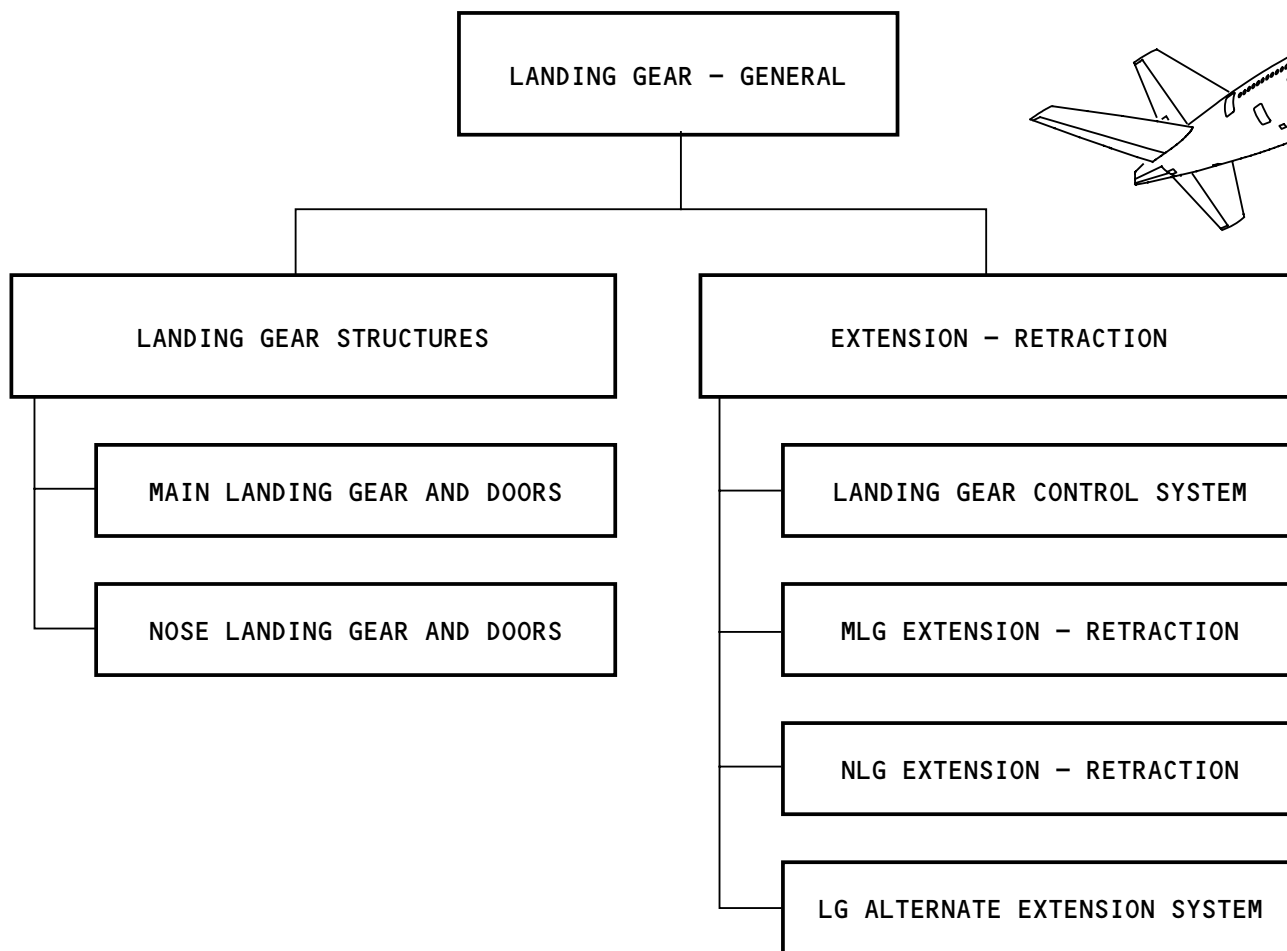 LANDING GEAR – GENERAL
LANDING GEAR STRUCTURES
MAIN LANDING GEAR AND DOORS
NOSE LANDING GEAR AND DOORS
EXTENSION – RETRACTION
LANDING GEAR CONTROL SYSTEM
MLG EXTENSION – RETRACTION
NLG EXTENSION – RETRACTION
LG ALTERNATE EXTENSION SYSTEM